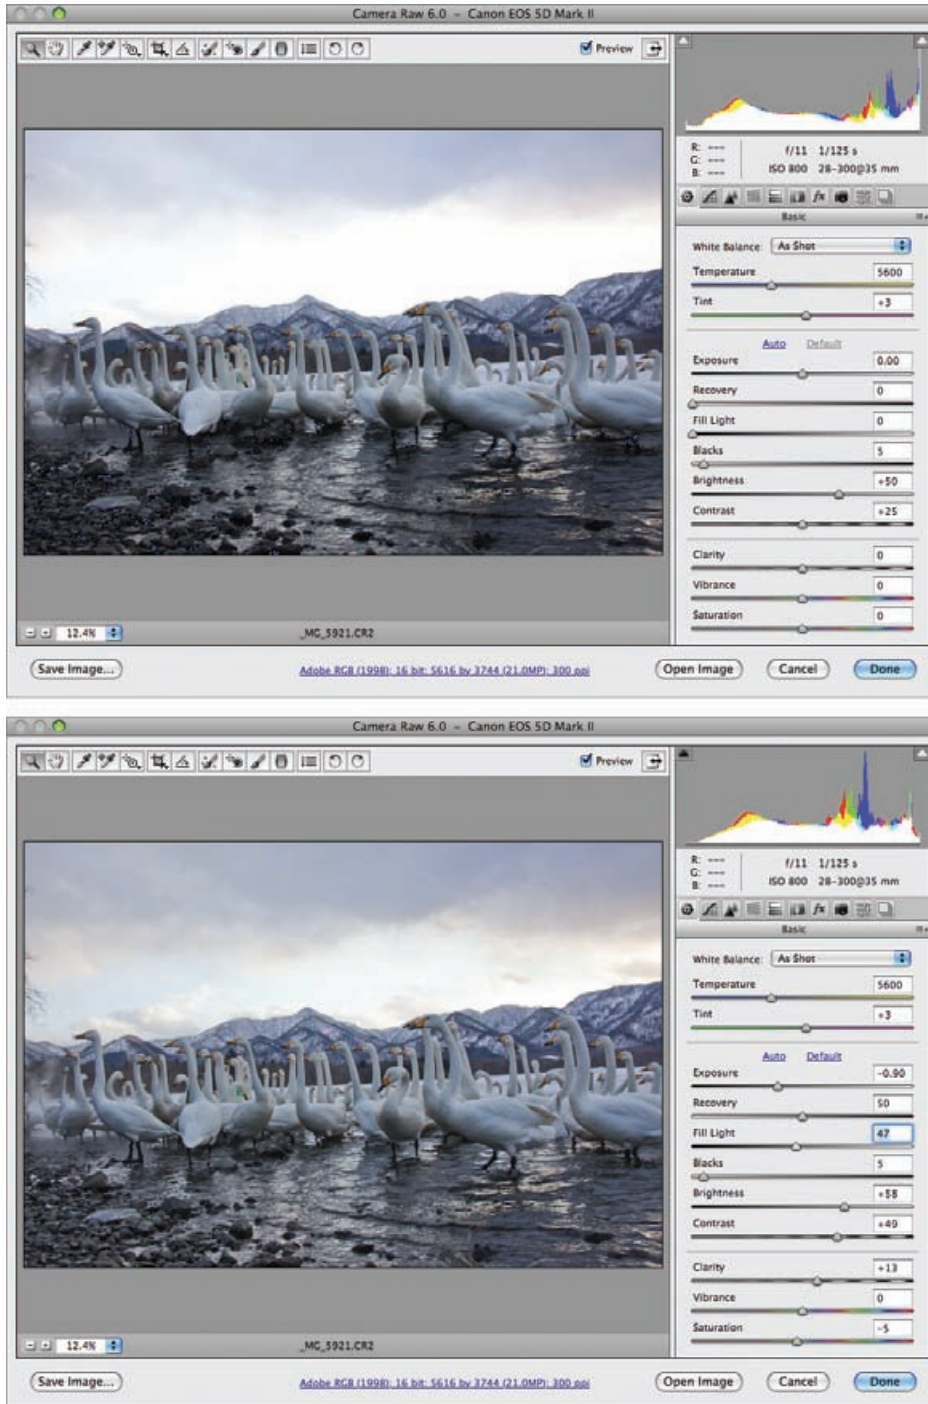 Camera Raw 6.0 – Canon EOS 5D Mark II
Preview
R: ---
G: ---
B: ---
f/11 1/125 s
ISO 800 28-300@35 mm
Basic
White Balance: As Shot
Temperature 5600
Tint +3
Auto Default
Exposure 0.00
Recovery 0
Fill Light 0
Blacks 5
Brightness +50
Contrast +25
Clarity 0
Vibrance 0
Saturation 0
12.4% _MG_5921.CR2
Save Image... Adobe RGB (1998); 16 bit; 5616 by 3744 (21.0MP); 300 ppi Open Image Cancel Done
Camera Raw 6.0 – Canon EOS 5D Mark II
Preview
R: ---
G: ---
B: ---
f/11 1/125 s
ISO 800 28-300@35 mm
Basic
White Balance: As Shot
Temperature 5600
Tint +3
Auto Default
Exposure -0.90
Recovery 50
Fill Light 47
Blacks 5
Brightness +58
Contrast +49
Clarity +13
Vibrance 0
Saturation -5
12.4% _MG_5921.CR2
Save Image... Adobe RGB (1998); 16 bit; 5616 by 3744 (21.0MP); 300 ppi Open Image Cancel Done